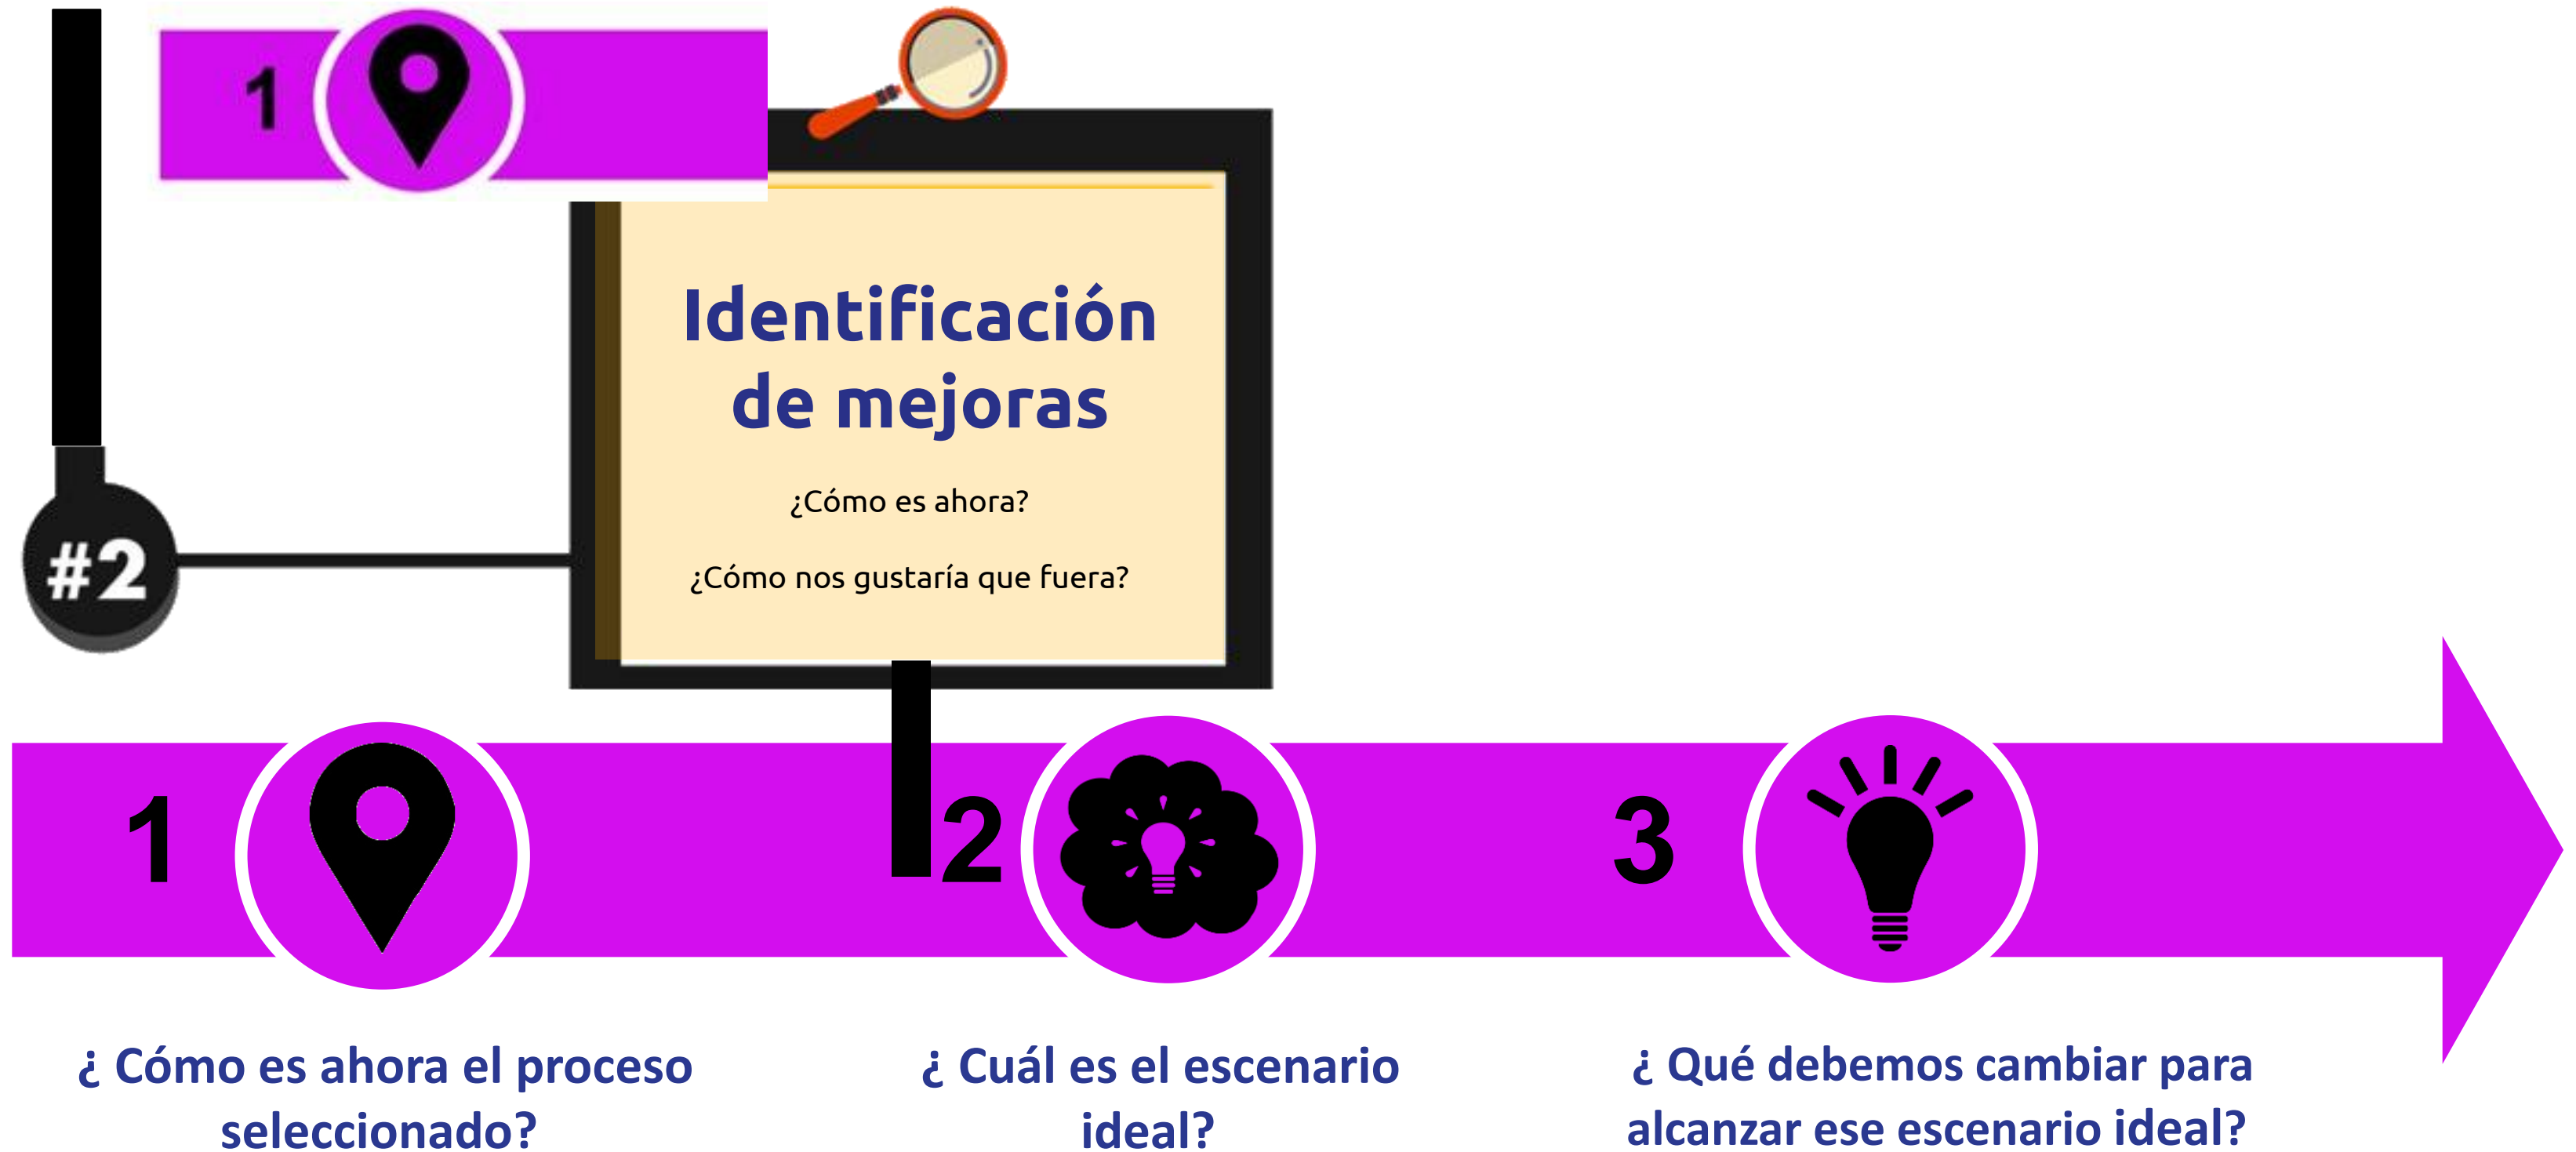 1
Identificación
de mejoras
¿Cómo es ahora?
¿Cómo nos gustaría que fuera?
#2
1
2
3
¿ Cómo es ahora el proceso
seleccionado?
¿ Cuál es el escenario
ideal?
¿ Qué debemos cambiar para
alcanzar ese escenario ideal?